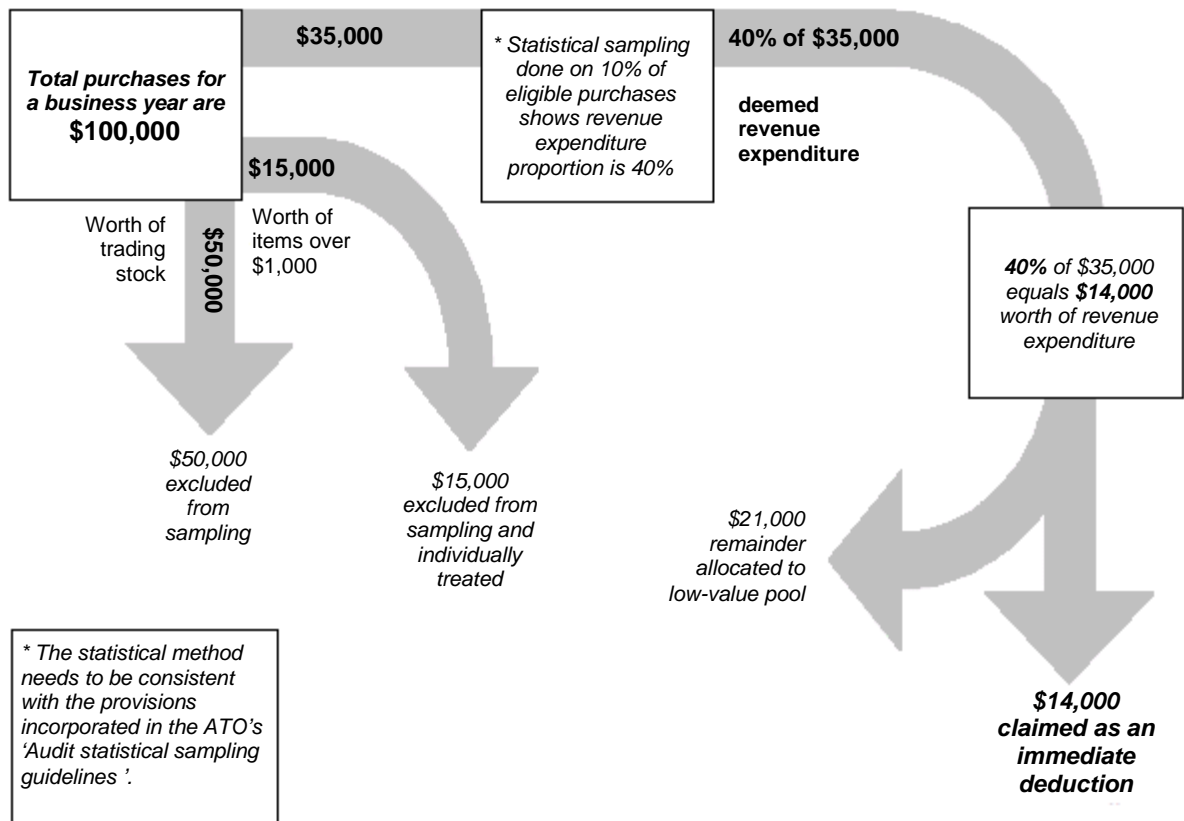 Total purchases for
a business year are
$100,000
$35,000
* Statistical sampling
done on 10% of
eligible purchases
shows revenue
expenditure
proportion is 40%
40% of $35,000
deemed
revenue
expenditure
$15,000
Worth of
items over
$1,000
Worth of
trading
stock
$50,000
40% of $35,000
equals $14,000
worth of revenue
expenditure
$50,000
excluded
from
sampling
$15,000
excluded from
sampling and
individually
treated
$21,000
remainder
allocated to
low-value pool
$14,000
claimed as an
immediate
deduction
* The statistical method
needs to be consistent
with the provisions
incorporated in the ATO’s
‘Audit statistical sampling
guidelines ’.